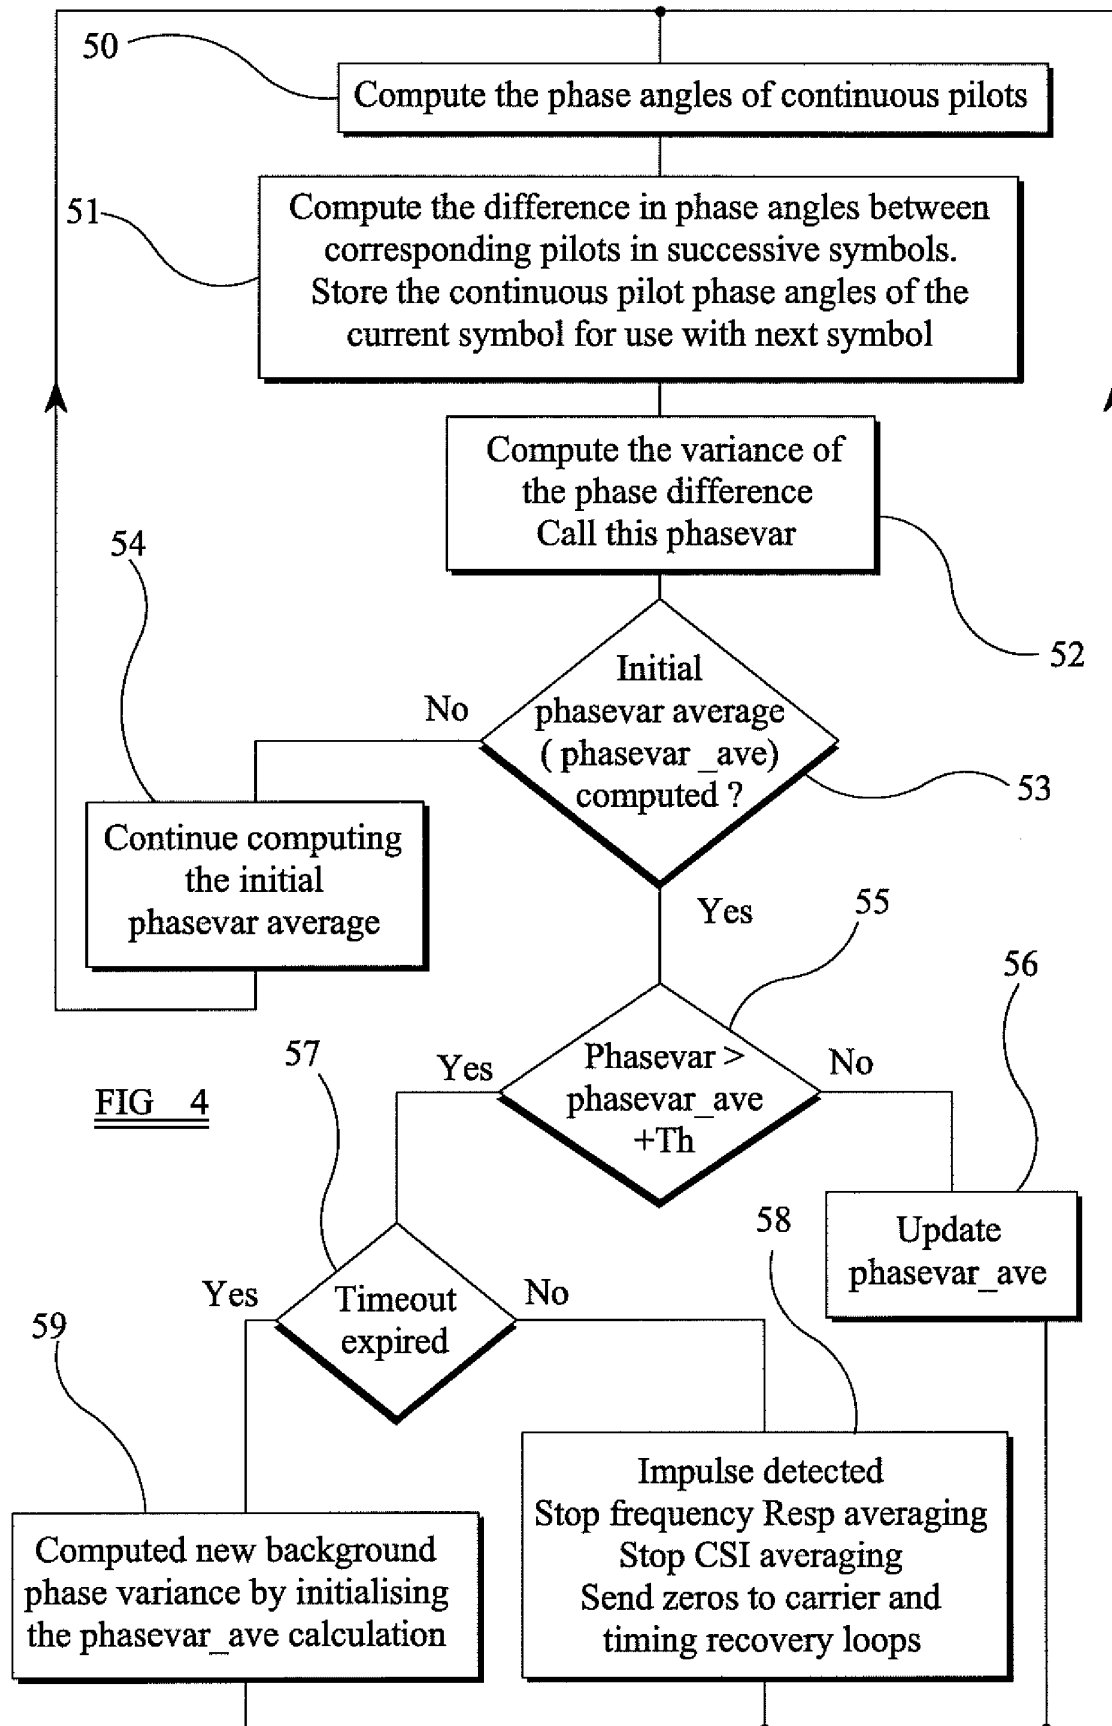 50
Compute the phase angles of continuous pilots
51
Compute the difference in phase angles between
corresponding pilots in successive symbols.
Store the continuous pilot phase angles of the
current symbol for use with next symbol
Compute the variance of
the phase difference
Call this phasevar
52
54
No
Initial
phasevar average
( phasevar _ave)
computed ?
53
Continue computing
the initial
phasevar average
Yes
55
56
FIG 4
57
Yes
Phasevar >
phasevar_ave
+Th
No
58
Update
phasevar_ave
Yes
Timeout
expired
No
59
Impulse detected
Stop frequency Resp averaging
Stop CSI averaging
Send zeros to carrier and
timing recovery loops
Computed new background
phase variance by initialising
the phasevar_ave calculation